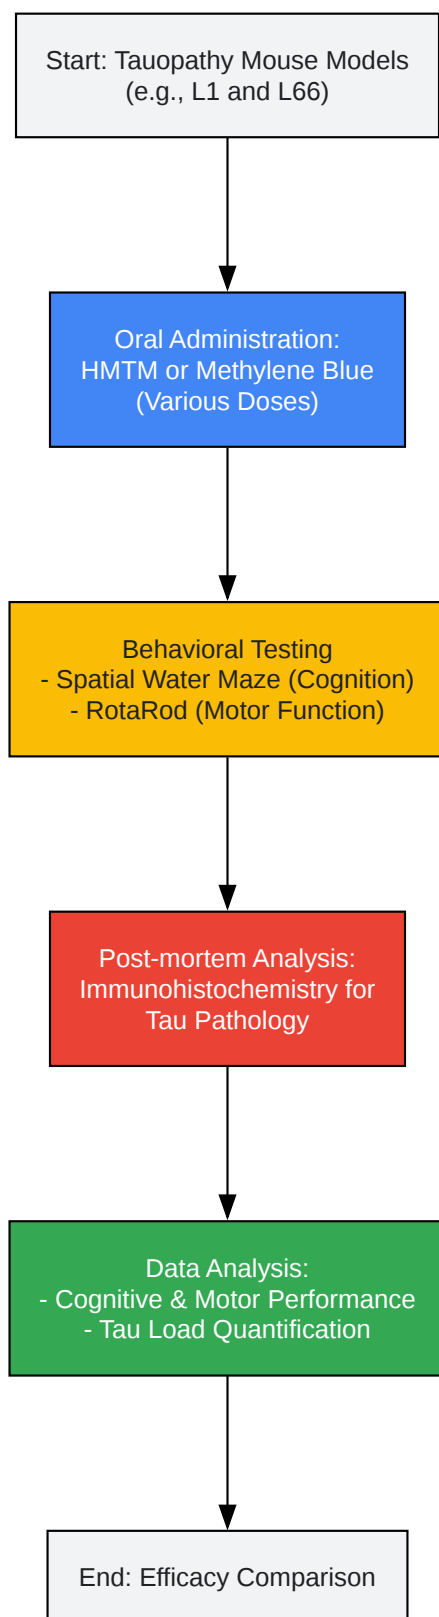 Start: Tauopathy Mouse Models
(e.g., L1 and L66)
Oral Administration:
HMTM or Methylene Blue
(Various Doses)
Behavioral Testing
- Spatial Water Maze (Cognition)
- RotaRod (Motor Function)
Post-mortem Analysis:
Immunohistochemistry for
Tau Pathology
Data Analysis:
- Cognitive & Motor Performance
- Tau Load Quantification
End: Efficacy Comparison